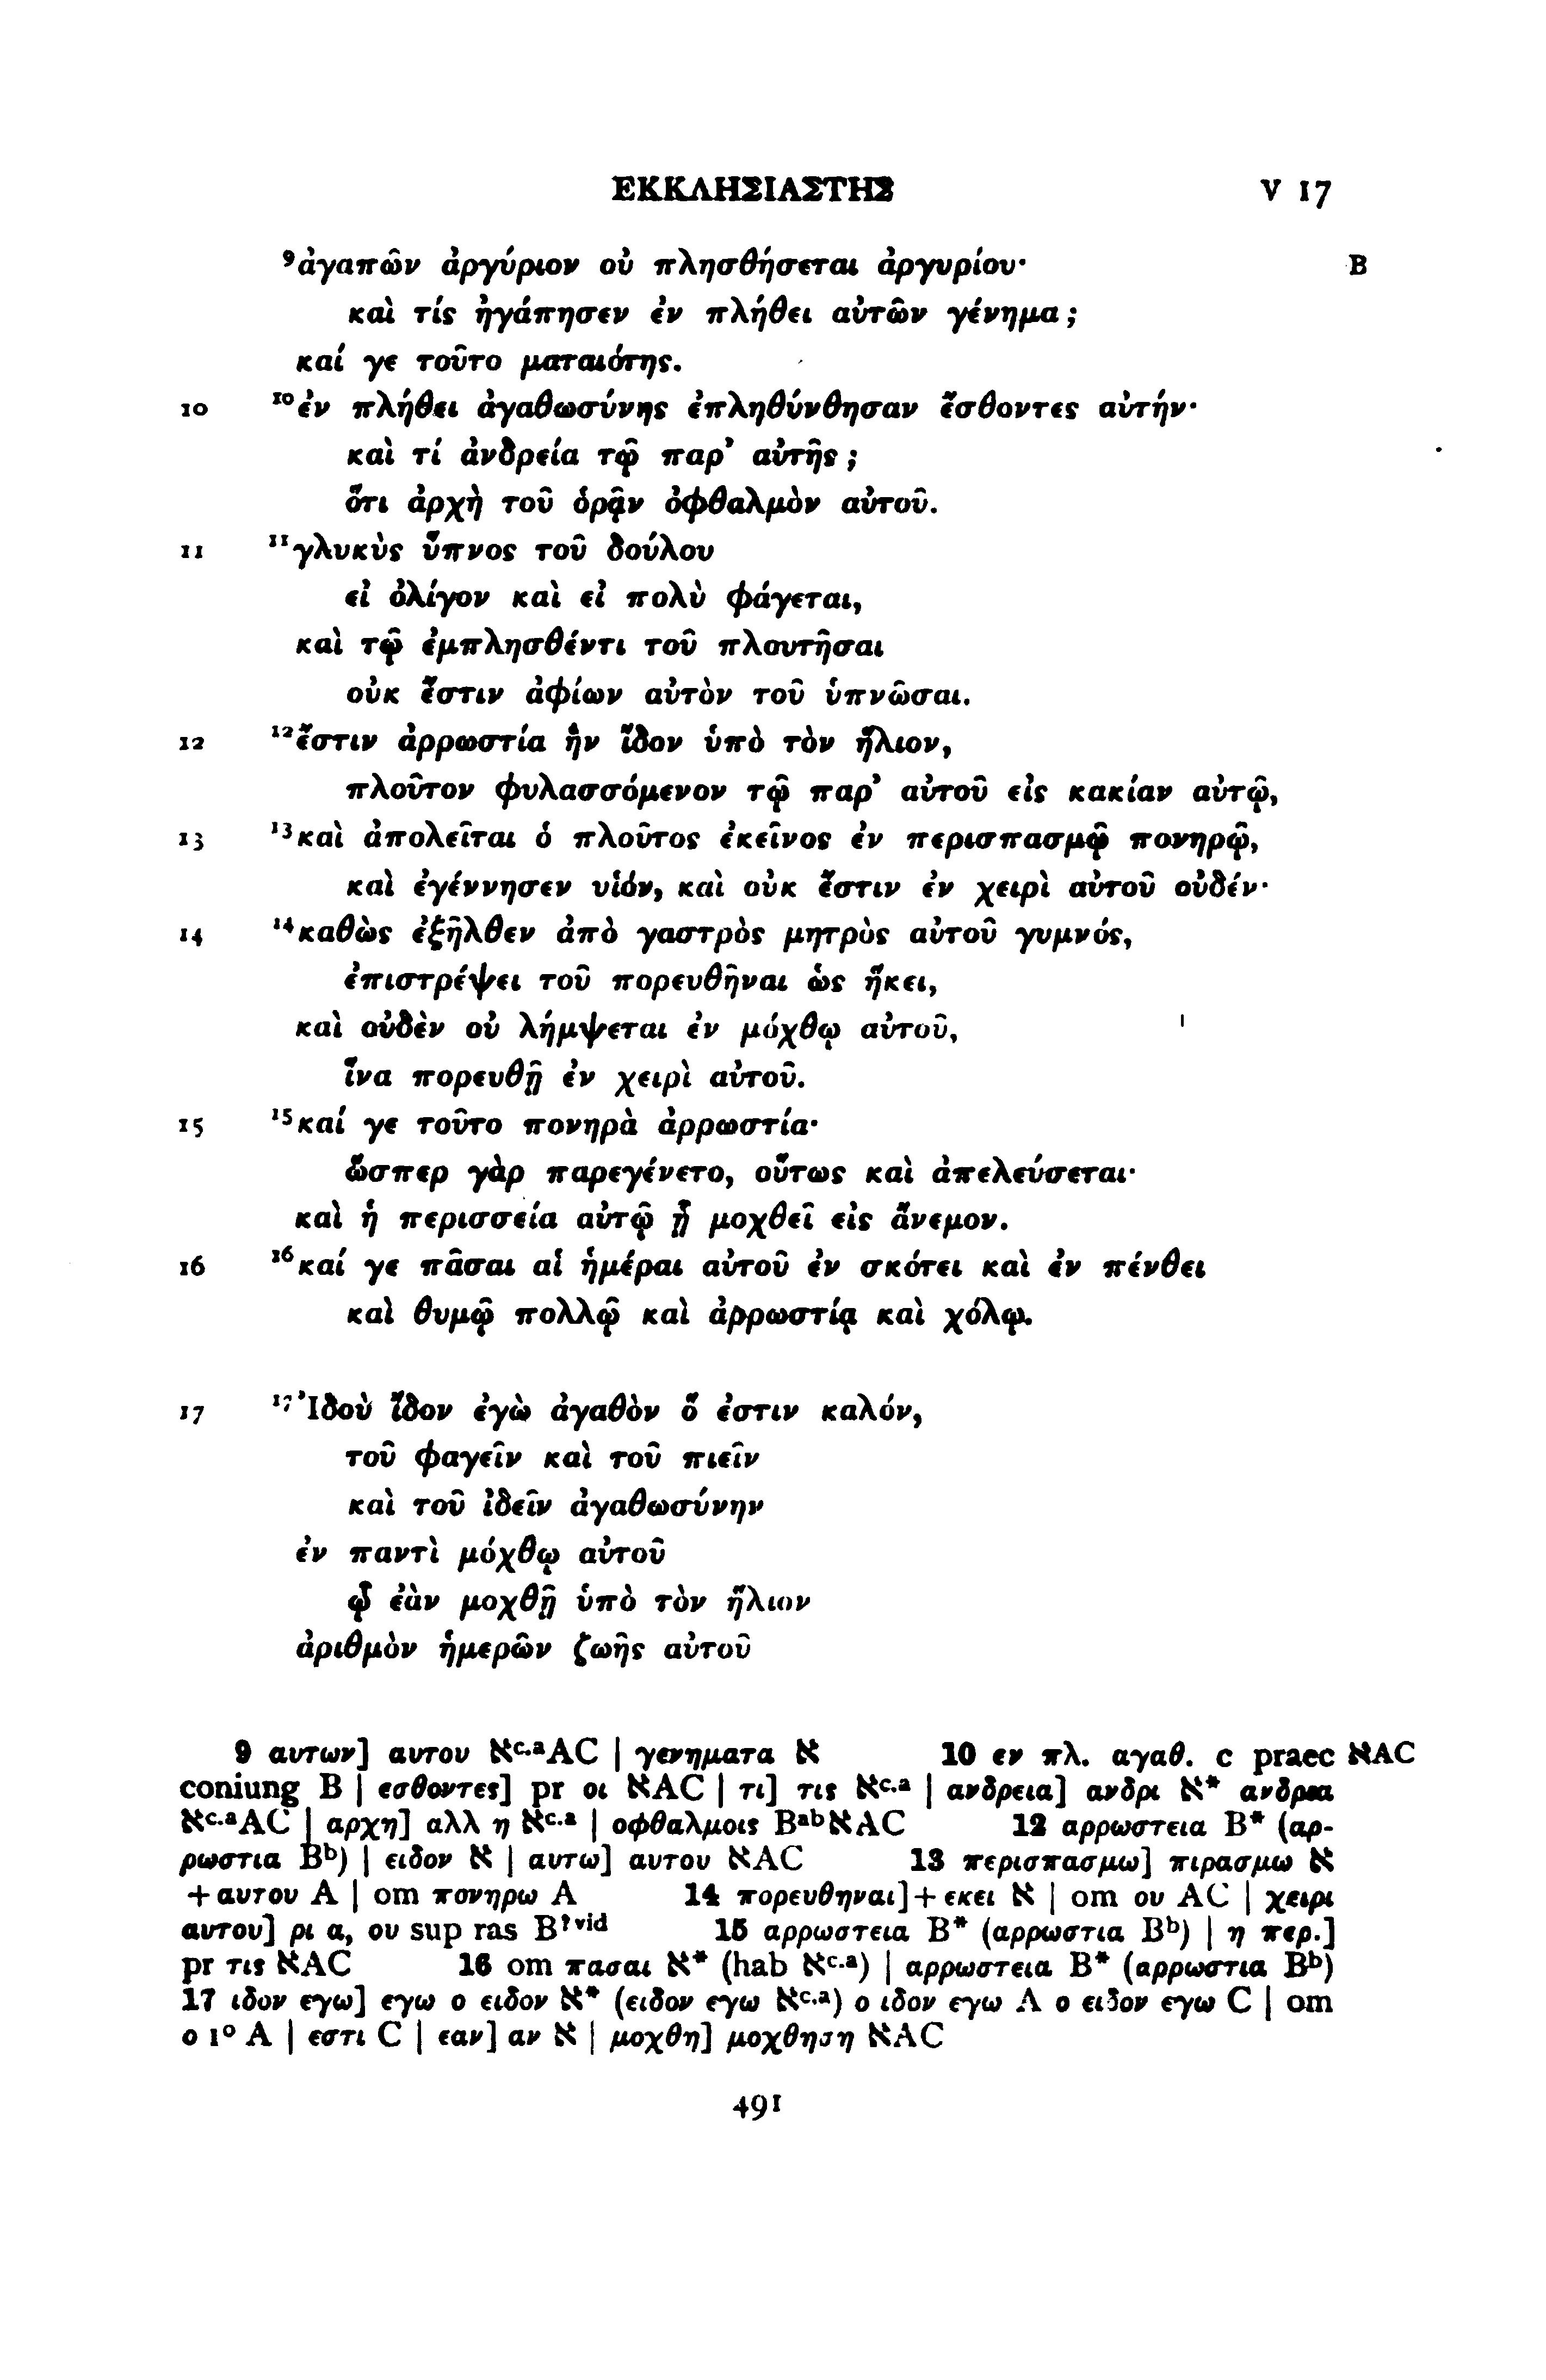 ΕΚΚΛΗΣΙΑΣΤΗΣ V 17
⁹ἀγαπῶν ἀργύριον οὐ πλησθήσεται ἀργυρίου· B
καὶ τίς ἠγάπησεν ἐν πλήθει αὐτῶν γένημα;
καί γε τοῦτο ματαιότης.
10 ¹⁰ἐν πλήθει ἀγαθωσύνης ἐπληθύνθησαν ἔσθοντες αὐτήν·
καὶ τί ἀνδρεία τῷ παρ’ αὐτῆς;
ὅτι ἀρχὴ τοῦ ὁρᾷν ὀφθαλμὸν αὐτοῦ.
11 ¹¹γλυκὺς ὕπνος τοῦ δούλου
εἰ ὀλίγον καὶ εἰ πολὺ φάγεται,
καὶ τῷ ἐμπλησθέντι τοῦ πλουτῆσαι
οὐκ ἔστιν ἀφίων αὐτὸν τοῦ ὑπνῶσαι.
12 ¹²ἔστιν ἀρρωστία ἣν ἴδον ὑπὸ τὸν ἥλιον,
πλοῦτον φυλασσόμενον τῷ παρ’ αὐτοῦ εἰς κακίαν αὐτῷ,
13 ¹³καὶ ἀπολεῖται ὁ πλοῦτος ἐκεῖνος ἐν περισπασμῷ πονηρῷ,
καὶ ἐγέννησεν υἱόν, καὶ οὐκ ἔστιν ἐν χειρὶ αὐτοῦ οὐδέν·
14 ¹⁴καθὼς ἐξῆλθεν ἀπὸ γαστρὸς μητρὸς αὐτοῦ γυμνός,
ἐπιστρέψει τοῦ πορευθῆναι ὡς ἥκει,
καὶ οὐδὲν οὐ λήμψεται ἐν μόχθῳ αὐτοῦ,
ἵνα πορευθῇ ἐν χειρὶ αὐτοῦ.
15 ¹⁵καί γε τοῦτο πονηρὰ ἀρρωστία·
ὥσπερ γὰρ παρεγένετο, οὕτως καὶ ἀπελεύσεται·
καὶ ἡ περισσεία αὐτῷ ᾗ μοχθεῖ εἰς ἄνεμον.
16 ¹⁶καί γε πᾶσαι αἱ ἡμέραι αὐτοῦ ἐν σκότει καὶ ἐν πένθει
καὶ θυμῷ πολλῷ καὶ ἀρρωστίᾳ καὶ χόλῳ.
17 ¹⁷Ἰδοὺ ἴδον ἐγὼ ἀγαθὸν ὅ ἐστιν καλόν,
τοῦ φαγεῖν καὶ τοῦ πιεῖν
καὶ τοῦ ἰδεῖν ἀγαθωσύνην
ἐν παντὶ μόχθῳ αὐτοῦ
ᾧ ἐὰν μοχθῇ ὑπὸ τὸν ἥλιον
ἀριθμὸν ἡμερῶν ζωῆς αὐτοῦ
9 αυτων] αυτου ℵᶜ·ᵃAC | γενηματα ℵ 10 εν πλ. αγαθ. c praec ℵAC
coniung B | εσθοντες] pr οι ℵAC | τι] τις ℵᶜ·ᵃ | ανδρεια] ανδρι ℵ* ανδρια
ℵᶜ·ᵃAC | αρχη] αλλ η ℵᶜ·ᵃ | οφθαλμοις BᵃᵇℵAC 12 αρρωστεια B* (αρ-
ρωστια Bᵇ) | ειδον ℵ | αυτω] αυτου ℵAC 13 περισπασμω] πιρασμω ℵ
+αυτου A | om πονηρω A 14 πορευθηναι]+εκει ℵ | om ου AC | χειρι
αυτου] ρι α, ου sup ras B?ᵛⁱᵈ 15 αρρωστεια B* (αρρωστια Bᵇ) | η περ.]
pr τις ℵAC 16 om πασαι ℵ* (hab ℵᶜ·ᵃ) | αρρωστεια B* (αρρωστια Bᵇ)
17 ιδον εγω] εγω ο ειδον ℵ* (ειδον εγω ℵᶜ·ᵃ) ο ιδον εγω A ο ειδον εγω C | om
ο 1° A | εστι C | εαν] αν ℵ | μοχθη] μοχθηση ℵAC
491